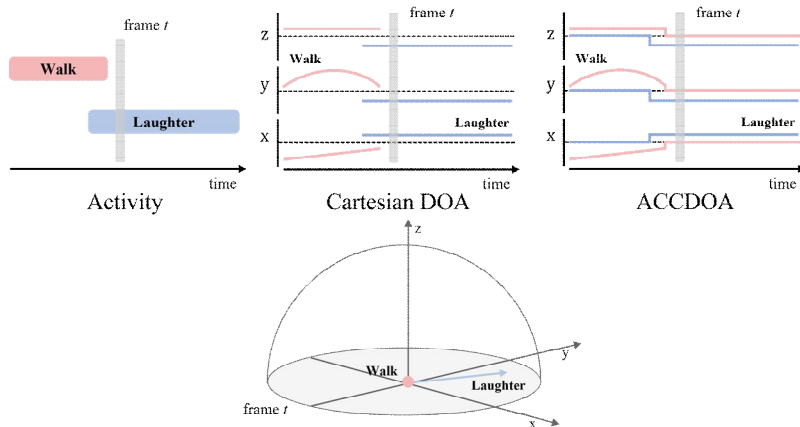 frame t
Walk
Laughter
time
Activity
frame t
z
Walk
y
Laughter
x
time
Cartesian DOA
frame t
z
Walk
y
Laughter
x
time
ACCDOA
z
y
Walk
Laughter
frame t
x